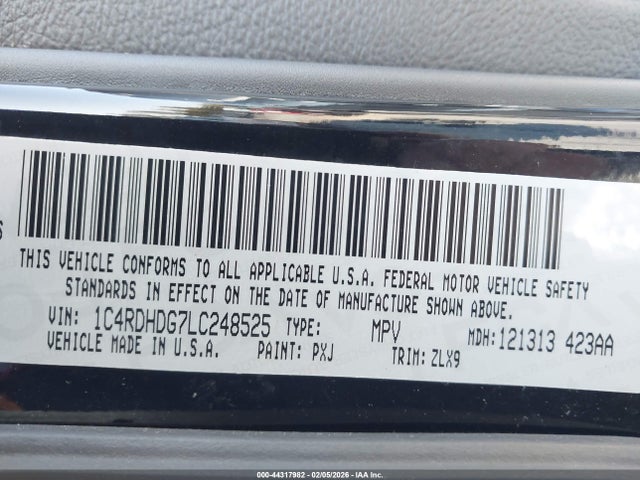 THIS VEHICLE CONFORMS TO ALL APPLICABLE U.S.A. FEDERAL MOTOR VEHICLE SAFETY
STANDARDS IN EFFECT ON THE DATE OF MANUFACTURE SHOWN ABOVE.
VIN: 1C4RDHDG7LC248525 TYPE: MPV MDH:121313 423AA
VEHICLE MADE IN U.S.A. PAINT: PXJ TRIM: ZLX9
000-44317982 - 02/05/2026 - IAA Inc.